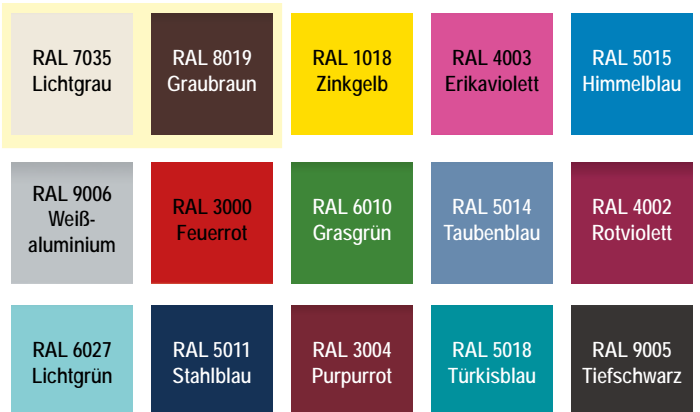 RAL 7035
Lichtgrau
RAL 8019
Graubraun
RAL 1018
Zinkgelb
RAL 4003
Erikaviolett
RAL 5015
Himmelblau
RAL 9006
Weiß-
aluminium
RAL 3000
Feuerrot
RAL 6010
Grasgrün
RAL 5014
Taubenblau
RAL 4002
Rotviolett
RAL 6027
Lichtgrün
RAL 5011
Stahlblau
RAL 3004
Purpurrot
RAL 5018
Türkisblau
RAL 9005
Tiefschwarz